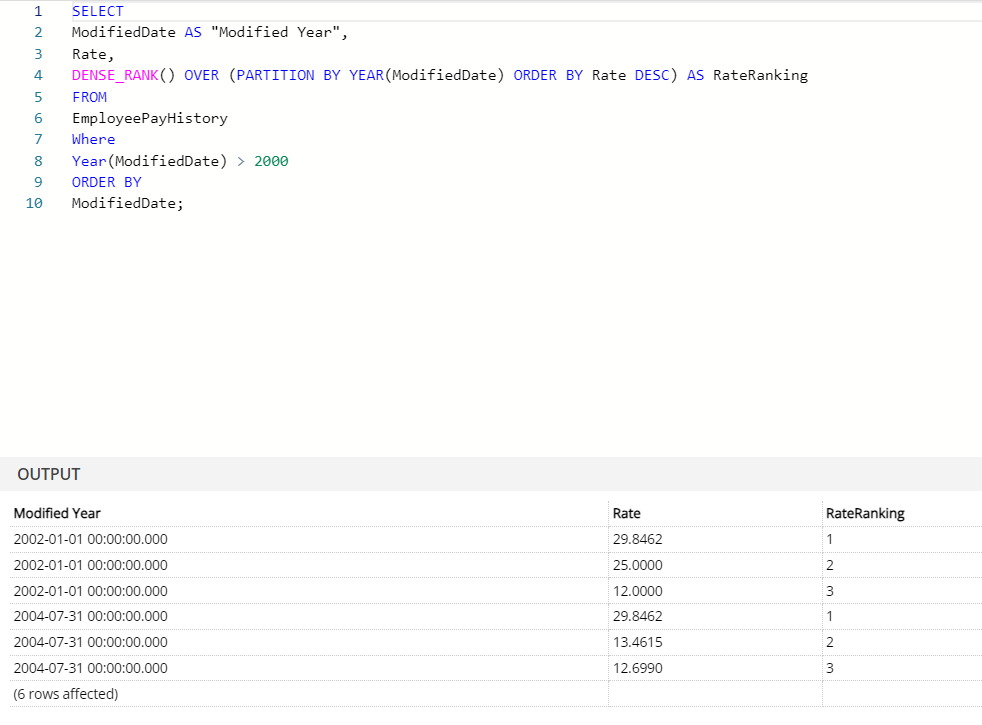 1 SELECT
2 ModifiedDate AS "Modified Year",
3 Rate,
4 DENSE_RANK() OVER (PARTITION BY YEAR(ModifiedDate) ORDER BY Rate DESC) AS RateRanking
5 FROM
6 EmployeePayHistory
7 Where
8 Year(ModifiedDate) > 2000
9 ORDER BY
10 ModifiedDate;
OUTPUT
Modified Year Rate RateRanking
2002-01-01 00:00:00.000 29.8462 1
2002-01-01 00:00:00.000 25.0000 2
2002-01-01 00:00:00.000 12.0000 3
2004-07-31 00:00:00.000 29.8462 1
2004-07-31 00:00:00.000 13.4615 2
2004-07-31 00:00:00.000 12.6990 3
(6 rows affected)